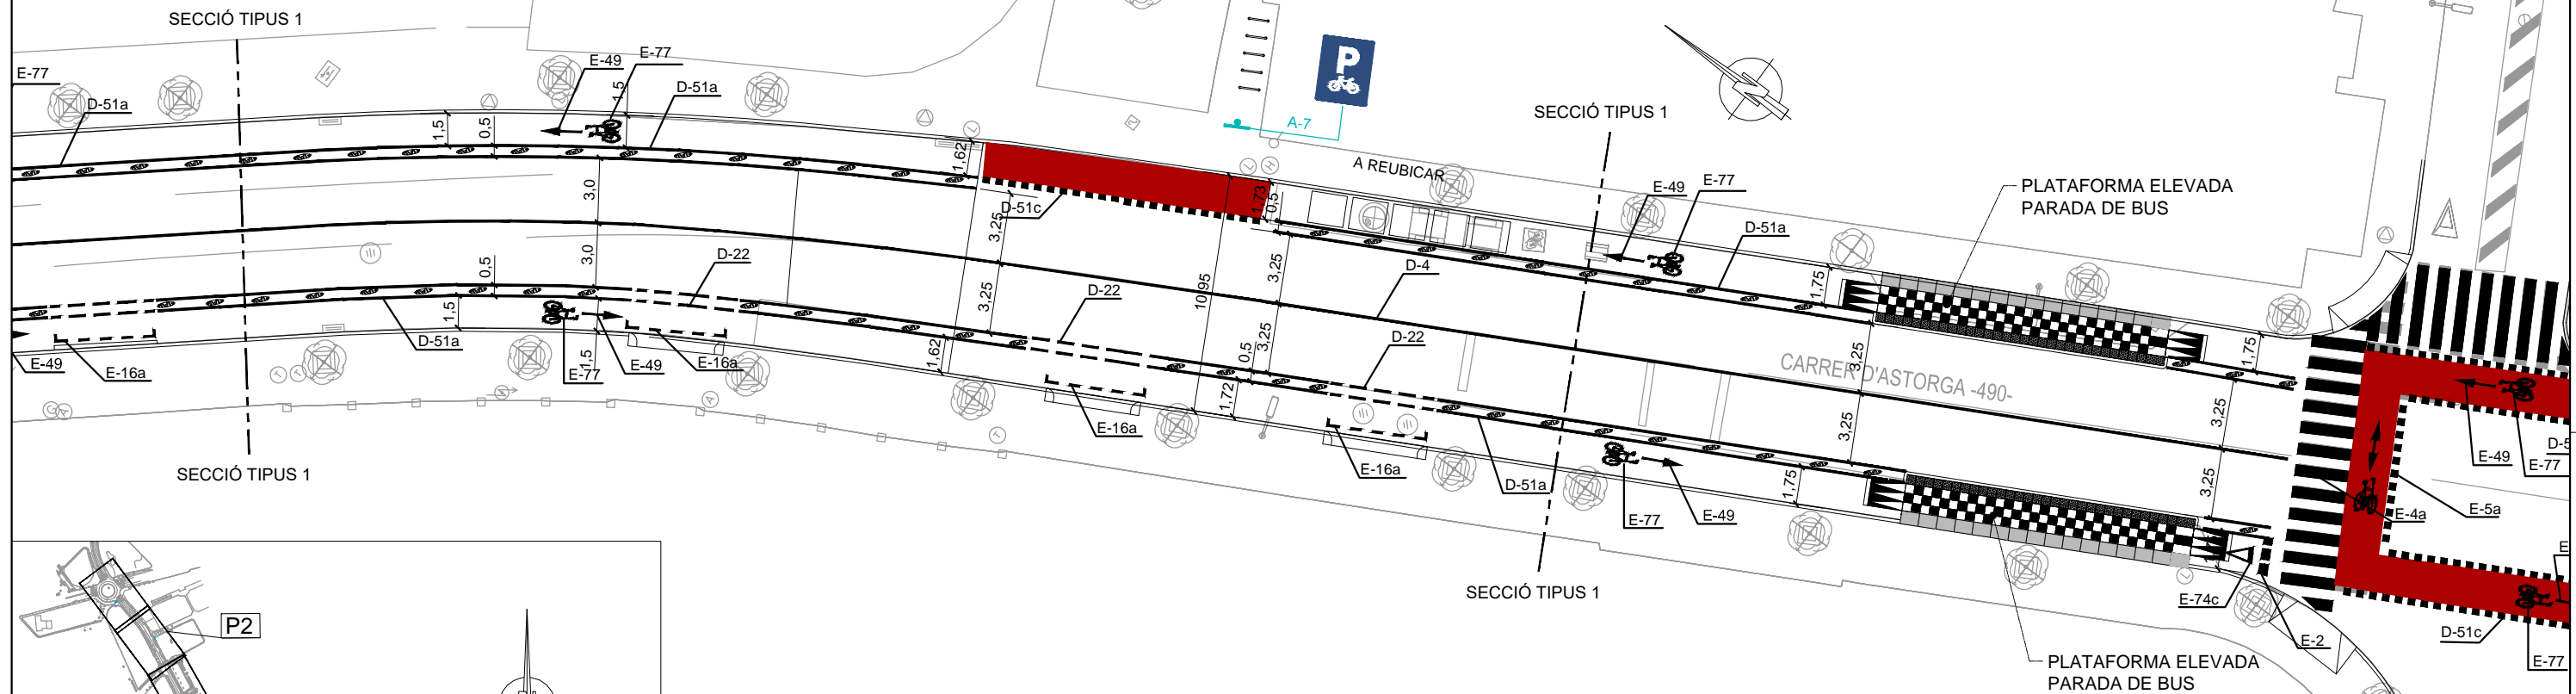 SECCIÓ TIPUS 1
E-77
D-51a
E-49
E-77
D-51a
1,5
1,5
0,5
3,0
3,0
0,5
1,5
1,5
D-22
D-51a
E-49
E-16a
E-77
E-49
E-16a
SECCIÓ TIPUS 1
P
A-7
A REUBICAR
1,62
D-51c
1,73
0,5
3,25
3,25
3,25
3,25
10,95
1,62
0,5
1,72
D-22
E-16a
D-4
D-22
E-16a
D-51a
SECCIÓ TIPUS 1
E-49
E-77
D-51a
1,75
PLATAFORMA ELEVADA
PARADA DE BUS
CARRER D'ASTORGA -490-
3,25
3,25
1,75
E-77
E-49
SECCIÓ TIPUS 1
1,75
3,25
3,25
E-49
E-77
D-5
E-4a
E-5a
E
E-74c
E-2
D-51c
E-77
PLATAFORMA ELEVADA
PARADA DE BUS
P2